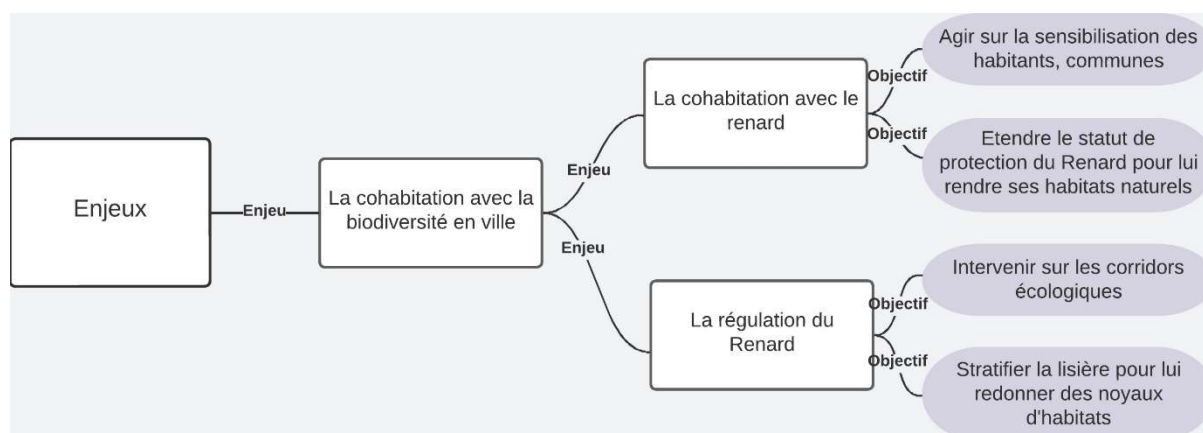 Enjeux
Enjeu
La cohabitation avec la
biodiversité en ville
Enjeu
Enjeu
La cohabitation avec le
renard
Objectif
Objectif
Agir sur la sensibilisation des
habitants, communes
Etendre le statut de
protection du Renard pour lui
rendre ses habitats naturels
La régulation du
Renard
Objectif
Objectif
Intervenir sur les corridors
écologiques
Stratifier la lisière pour lui
redonner des noyaux
d'habitats